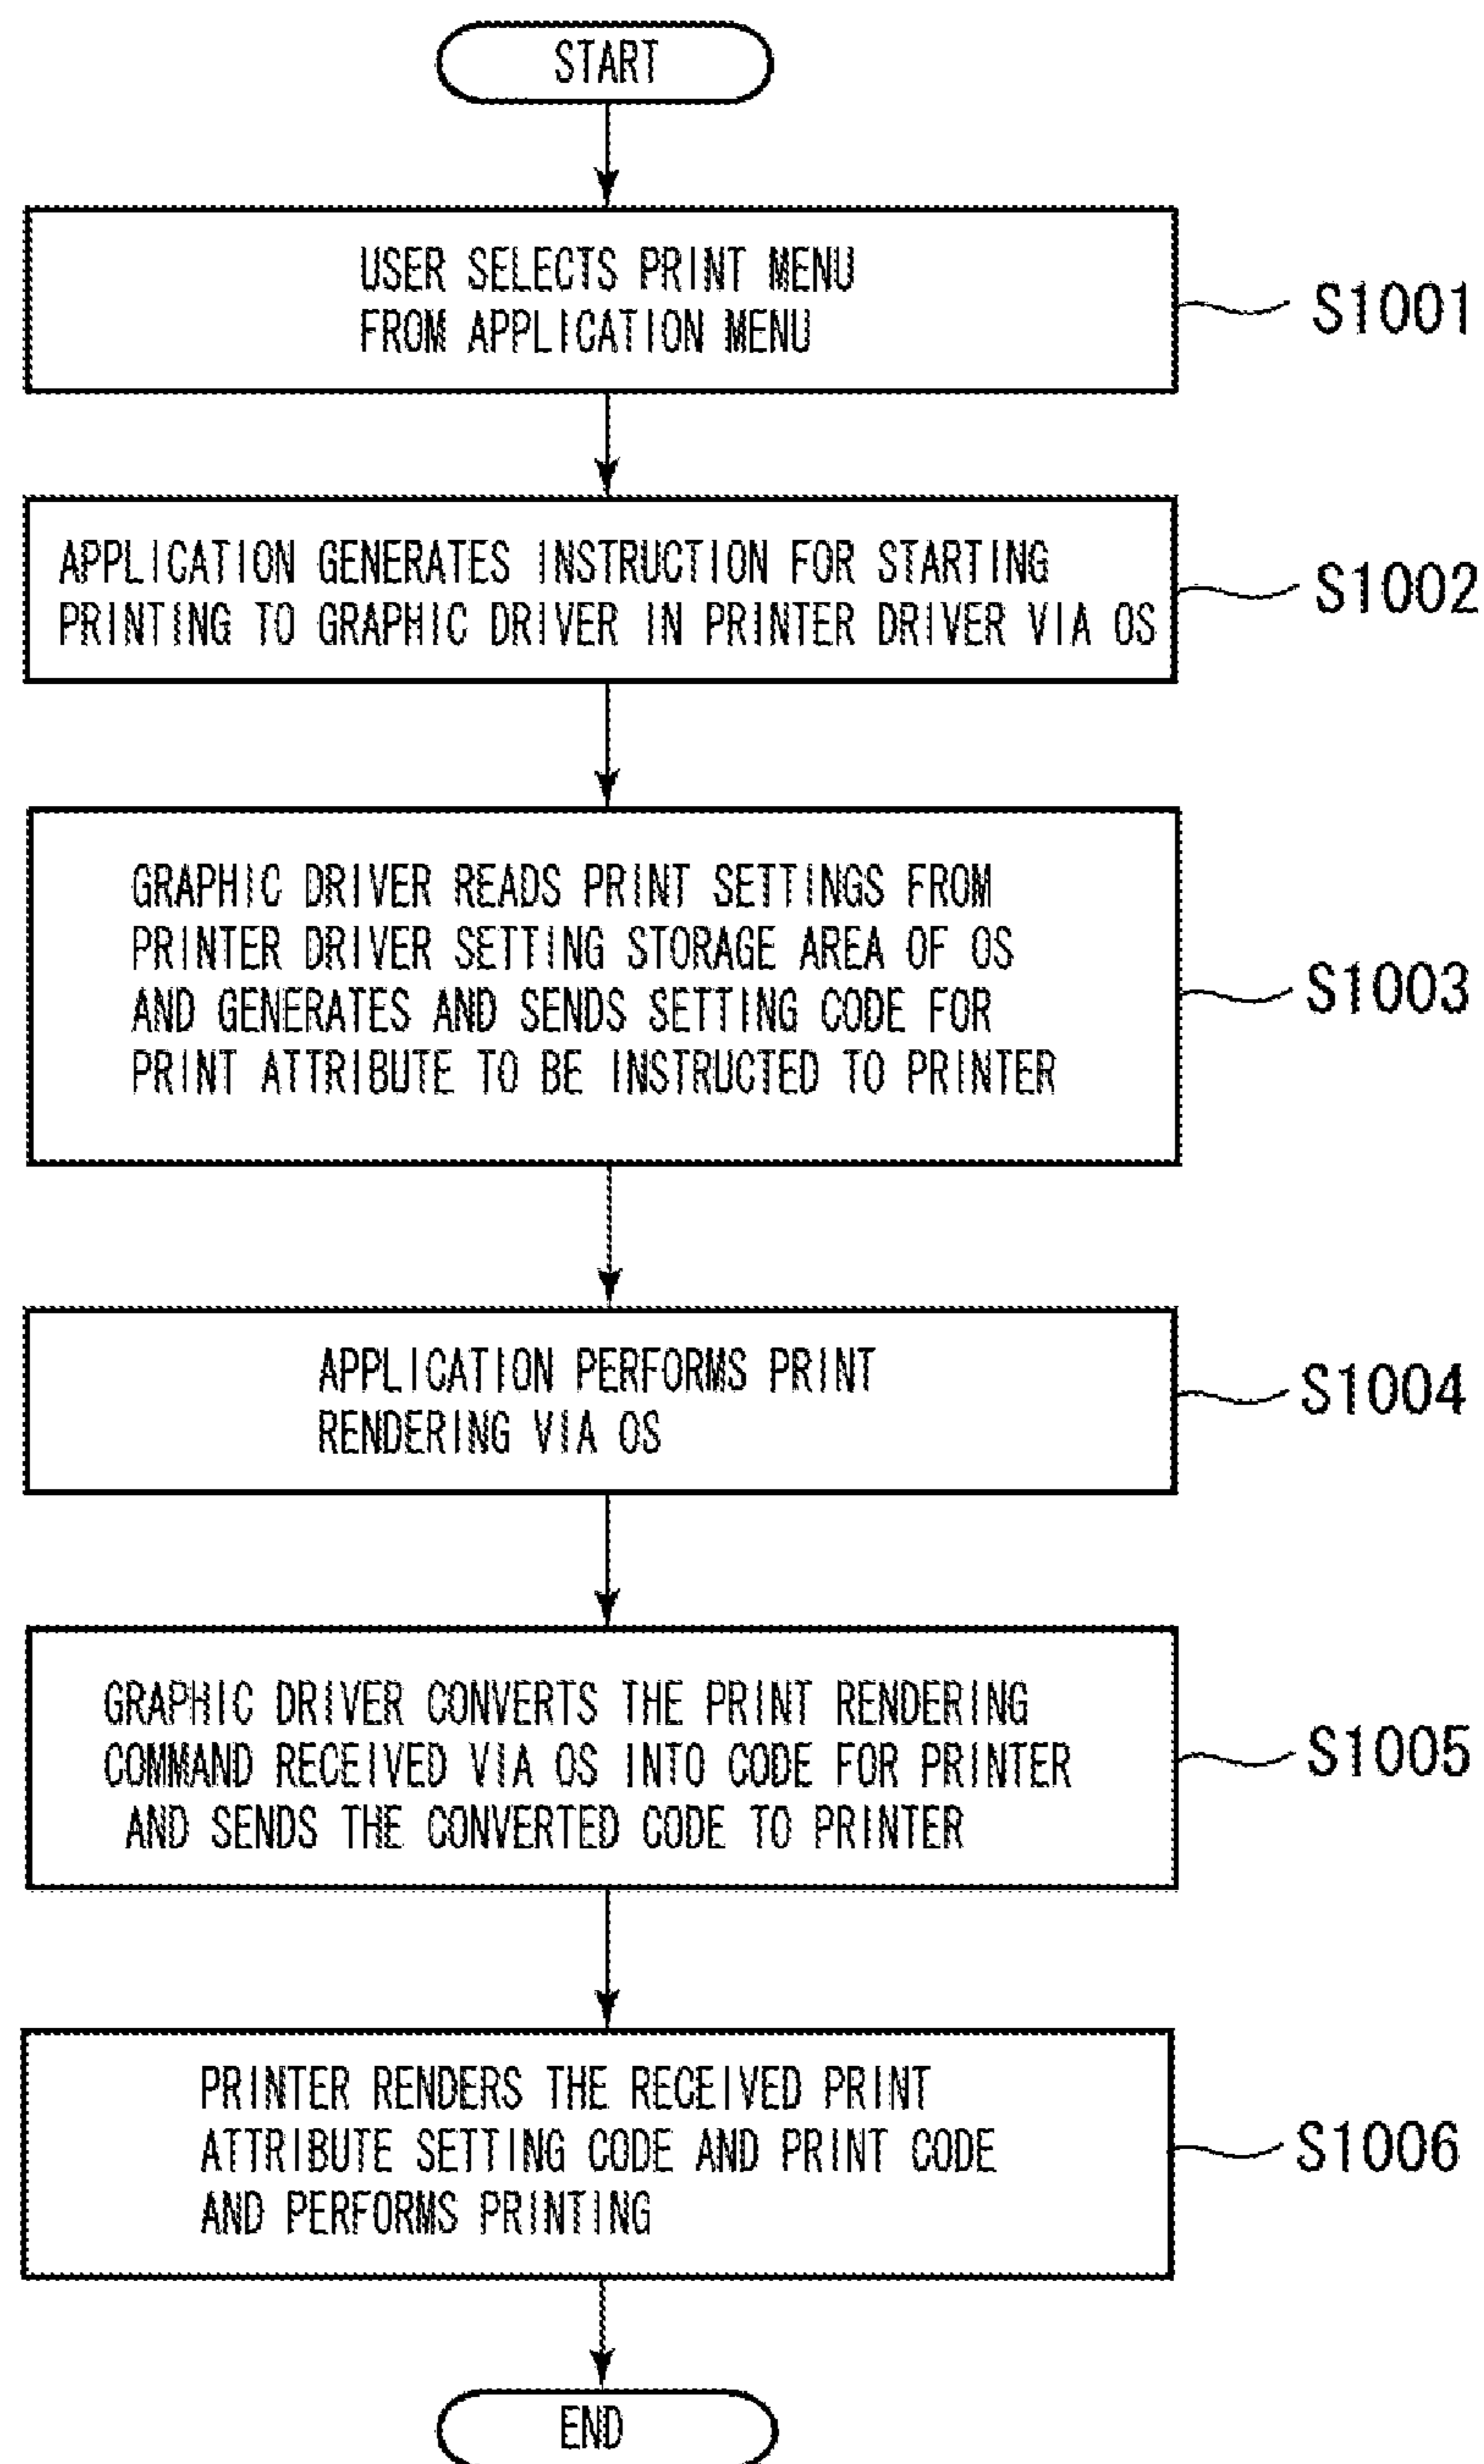 START
USER SELECTS PRINT MENU
FROM APPLICATION MENU
S1001
APPLICATION GENERATES INSTRUCTION FOR STARTING
PRINTING TO GRAPHIC DRIVER IN PRINTER DRIVER VIA OS
S1002
GRAPHIC DRIVER READS PRINT SETTINGS FROM
PRINTER DRIVER SETTING STORAGE AREA OF OS
AND GENERATES AND SENDS SETTING CODE FOR
PRINT ATTRIBUTE TO BE INSTRUCTED TO PRINTER
S1003
APPLICATION PERFORMS PRINT
RENDERING VIA OS
S1004
GRAPHIC DRIVER CONVERTS THE PRINT RENDERING
COMMAND RECEIVED VIA OS INTO CODE FOR PRINTER
AND SENDS THE CONVERTED CODE TO PRINTER
S1005
PRINTER RENDERS THE RECEIVED PRINT
ATTRIBUTE SETTING CODE AND PRINT CODE
AND PERFORMS PRINTING
S1006
END